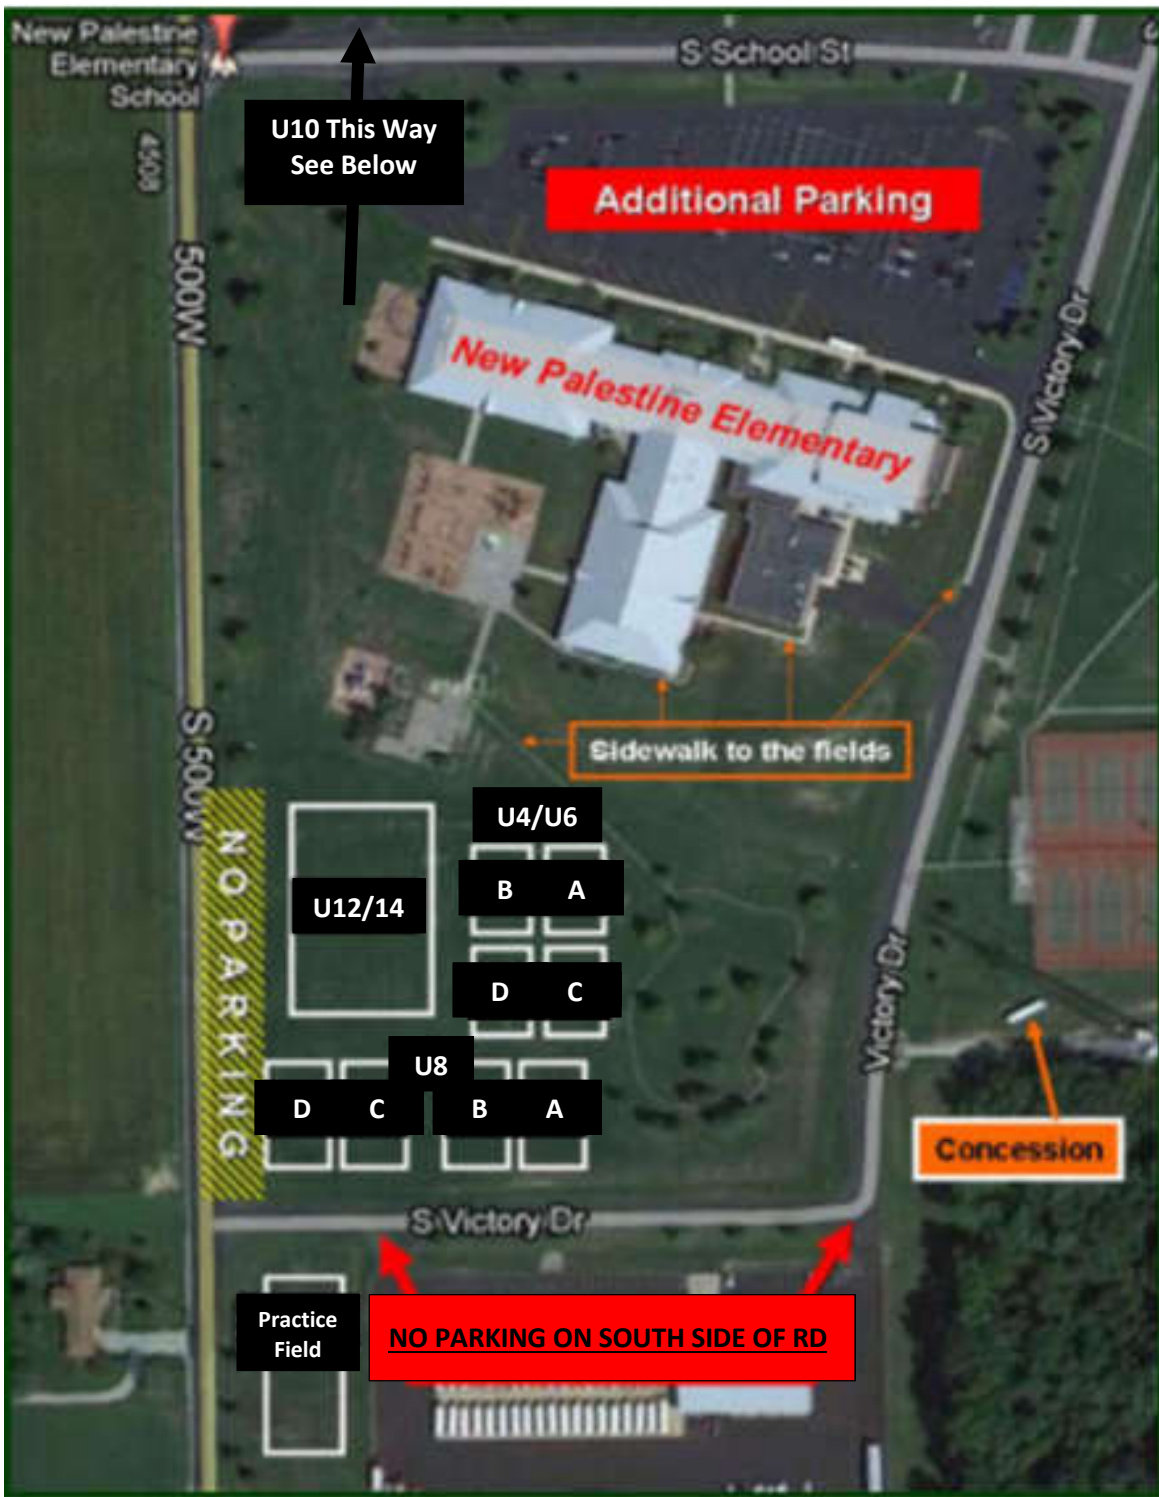 New Palestine
Elementary
School
S School St
4508
U10 This Way
See Below
Additional Parking
500W
S Victory Dr
New Palestine Elementary
Sidewalk to the fields
S 500W
NO PARKING
U4/U6
B
A
U12/14
D
C
Victory Dr
U8
D
C
B
A
Concession
S Victory Dr
Practice
Field
NO PARKING ON SOUTH SIDE OF RD